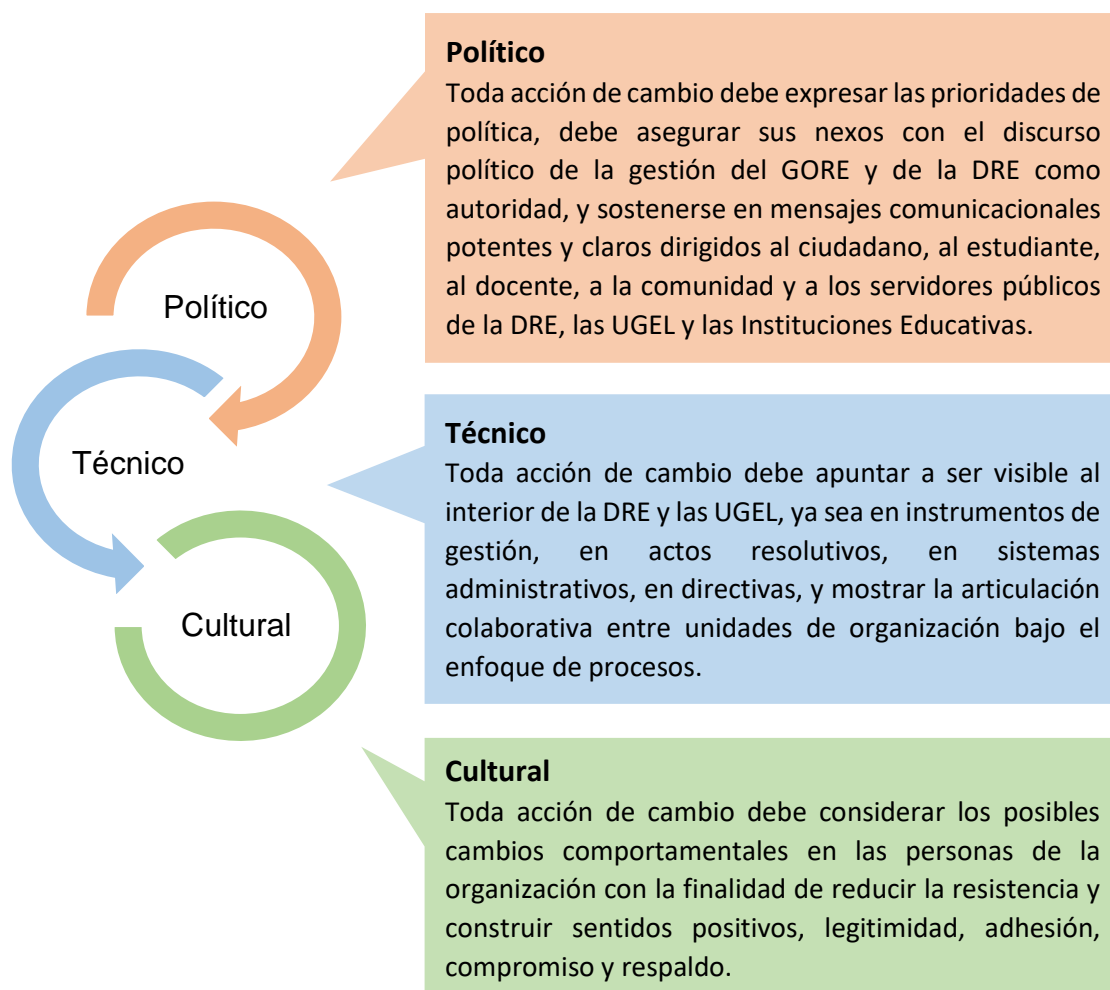 Político
Técnico
Cultural
Político
Toda acción de cambio debe expresar las prioridades de
política, debe asegurar sus nexos con el discurso
político de la gestión del GORE y de la DRE como
autoridad, y sostenerse en mensajes comunicacionales
potentes y claros dirigidos al ciudadano, al estudiante,
al docente, a la comunidad y a los servidores públicos
de la DRE, las UGEL y las Instituciones Educativas.
Técnico
Toda acción de cambio debe apuntar a ser visible al
interior de la DRE y las UGEL, ya sea en instrumentos de
gestión, en actos resolutivos, en sistemas
administrativos, en directivas, y mostrar la articulación
colaborativa entre unidades de organización bajo el
enfoque de procesos.
Cultural
Toda acción de cambio debe considerar los posibles
cambios comportamentales en las personas de la
organización con la finalidad de reducir la resistencia y
construir sentidos positivos, legitimidad, adhesión,
compromiso y respaldo.